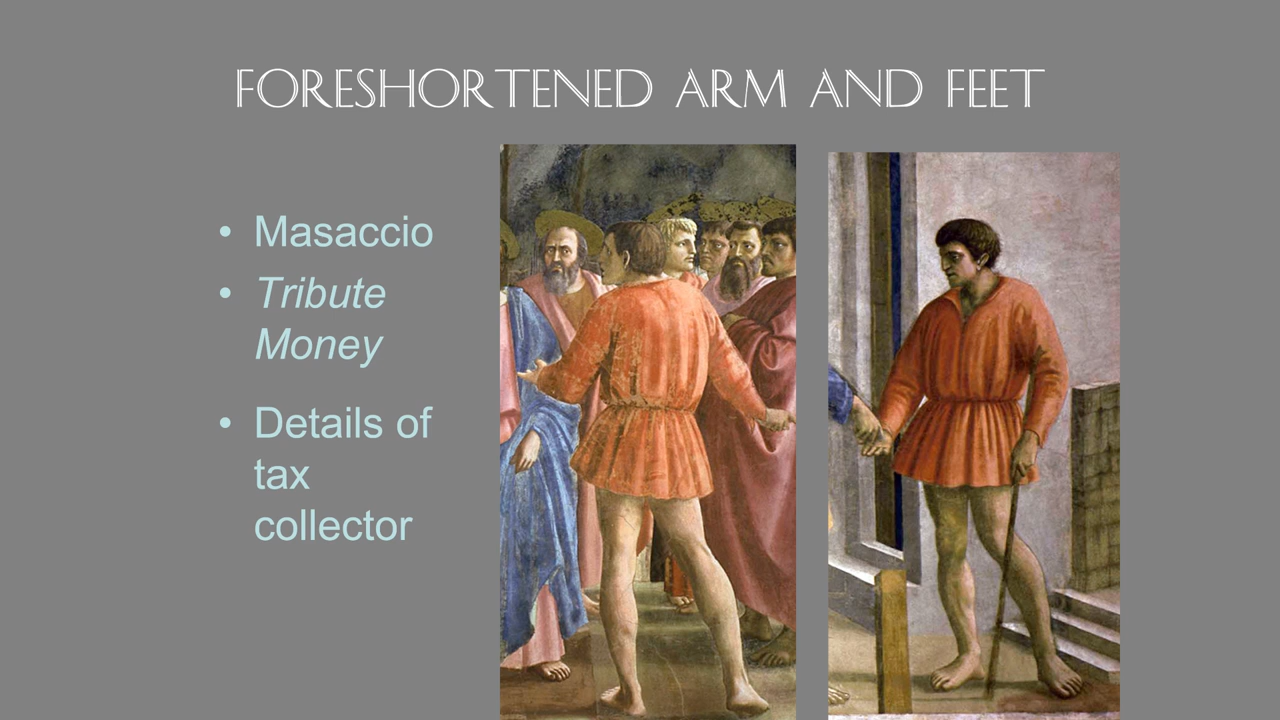 FORESHORTENED ARM AND FEET
• Masaccio
• Tribute
Money
• Details of
tax
collector